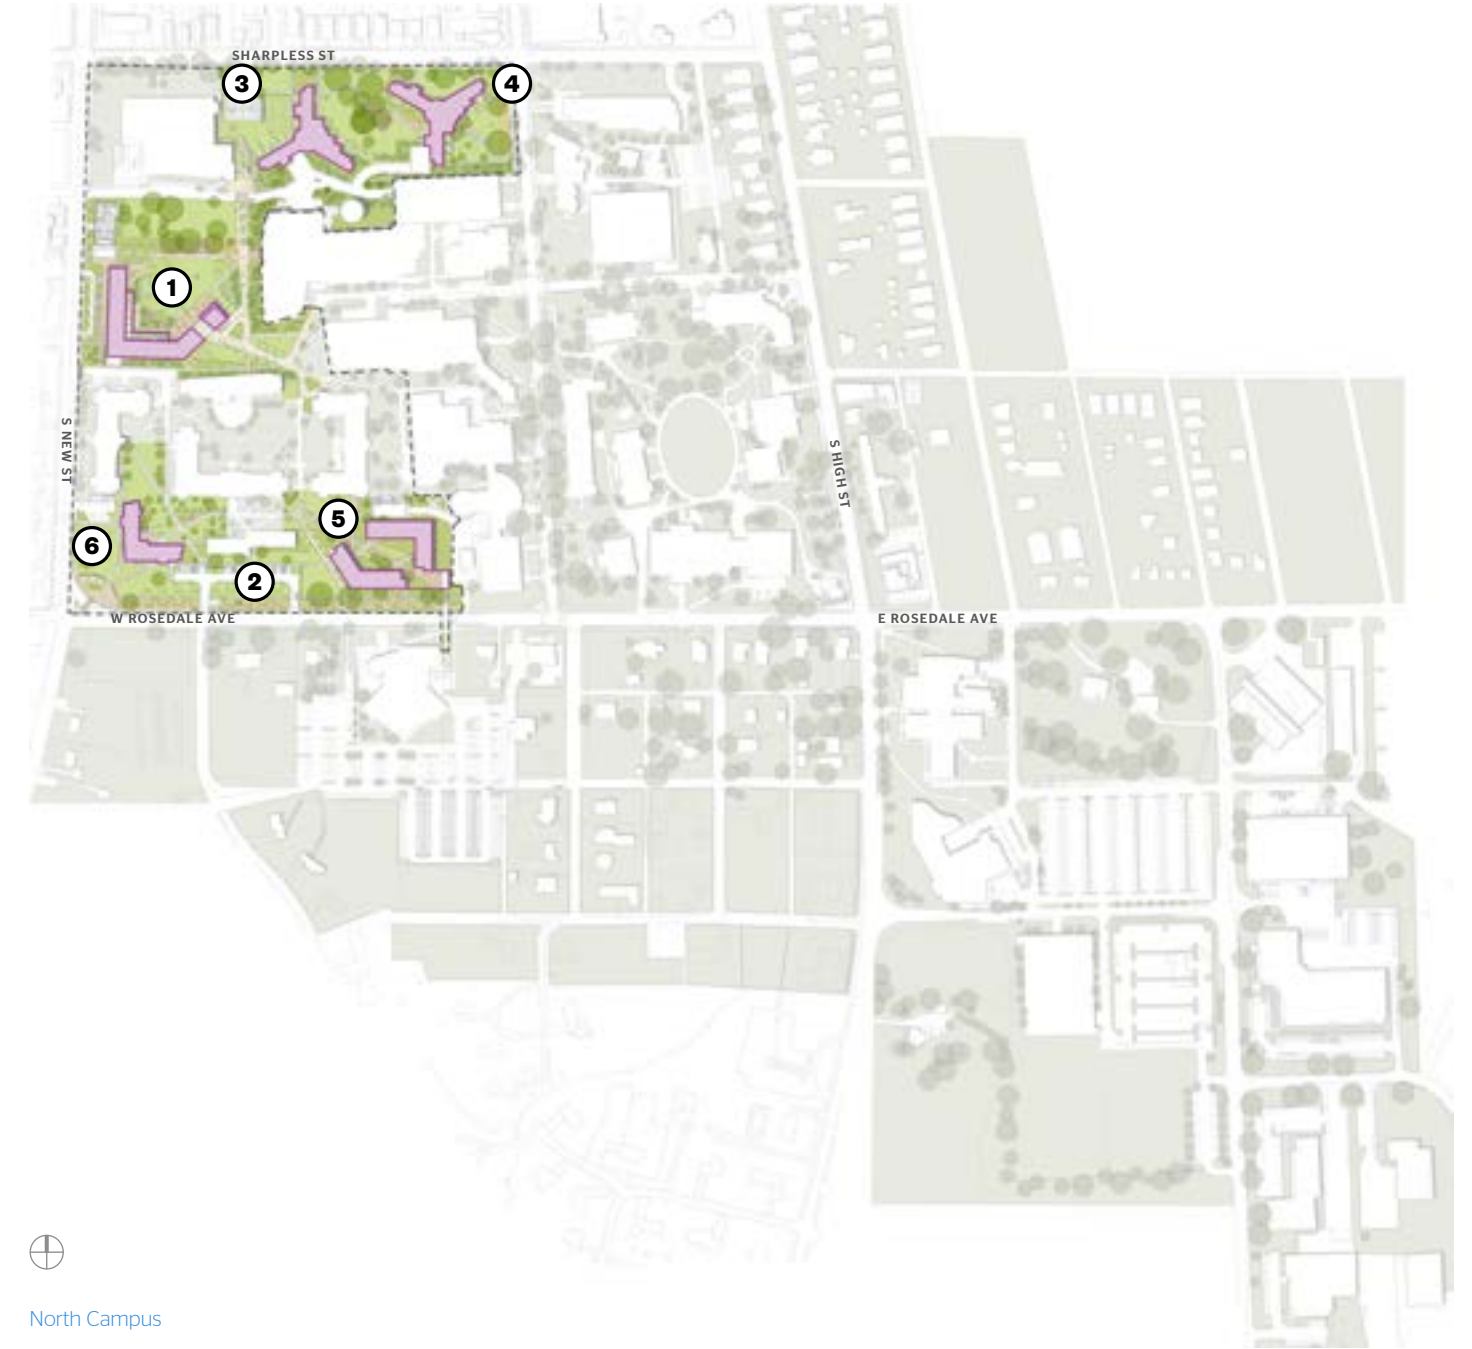 SHARPLESS ST
3
4
1
S NEW ST
S HIGH ST
5
6
2
W ROSEDALE AVE
E ROSEDALE AVE
North Campus